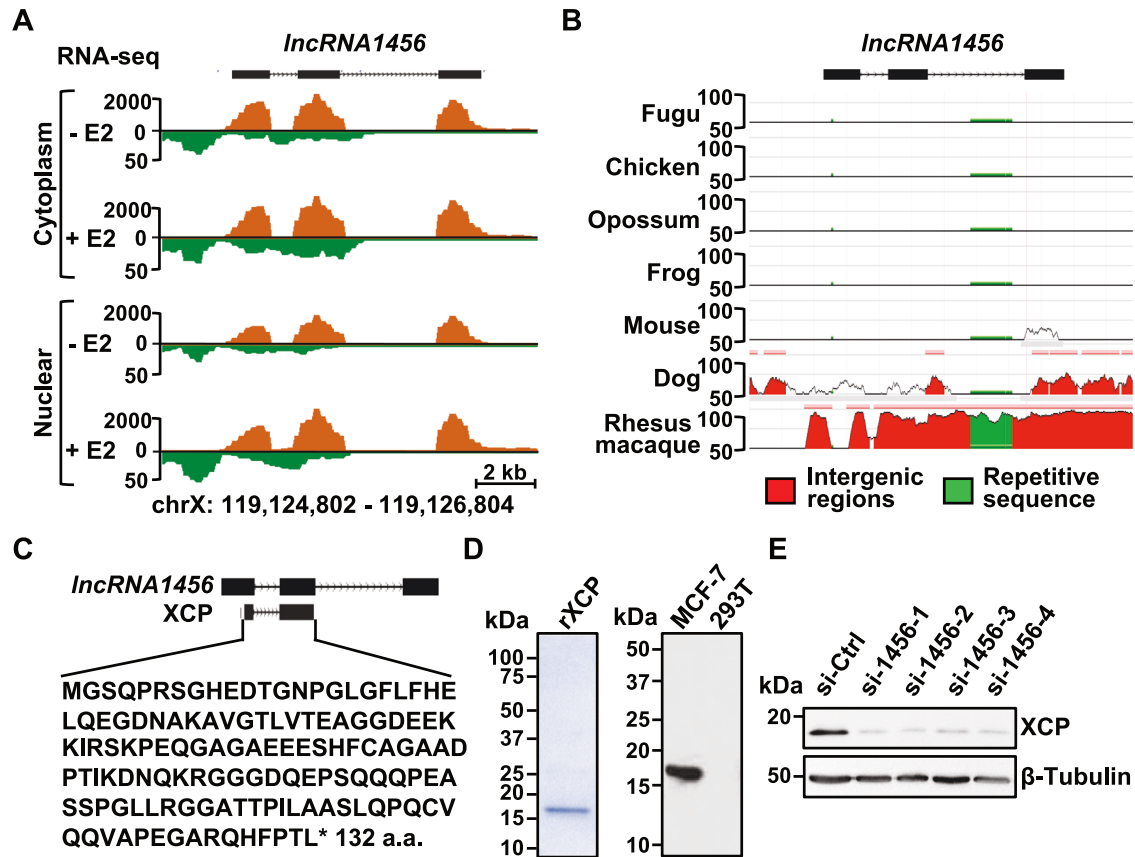 A
lncRNA1456
RNA-seq
Cytoplasm
- E2
2000
0
50
+ E2
2000
0
50
Nuclear
- E2
2000
0
50
+ E2
2000
0
50
2 kb
chrX: 119,124,802 - 119,126,804
B
lncRNA1456
Fugu
100
50
Chicken
100
50
Opossum
100
50
Frog
100
50
Mouse
100
50
Dog
100
50
Rhesus
macaque
100
50
Intergenic
regions
Repetitive
sequence
C
lncRNA1456
XCP
MGSQPRSGHEDTGNPGLGFLFHE
LQEGDNAKAVGTLVTEAGGDEEK
KIRSKPEQGAGAEEESHFCAGAAD
PTIKDNQKRGGGDQEPSQQQPEA
SSPGLLRGGATTPILAASLQPQCV
QQVAPEGARQHFPTL* 132 a.a.
D
kDa
rXCP
100
75
50
37
25
20
15
10
kDa
MCF-7
293T
50
37
25
20
15
10
E
kDa
si-Ctrl
si-1456-1
si-1456-2
si-1456-3
si-1456-4
20
XCP
50
β-Tubulin